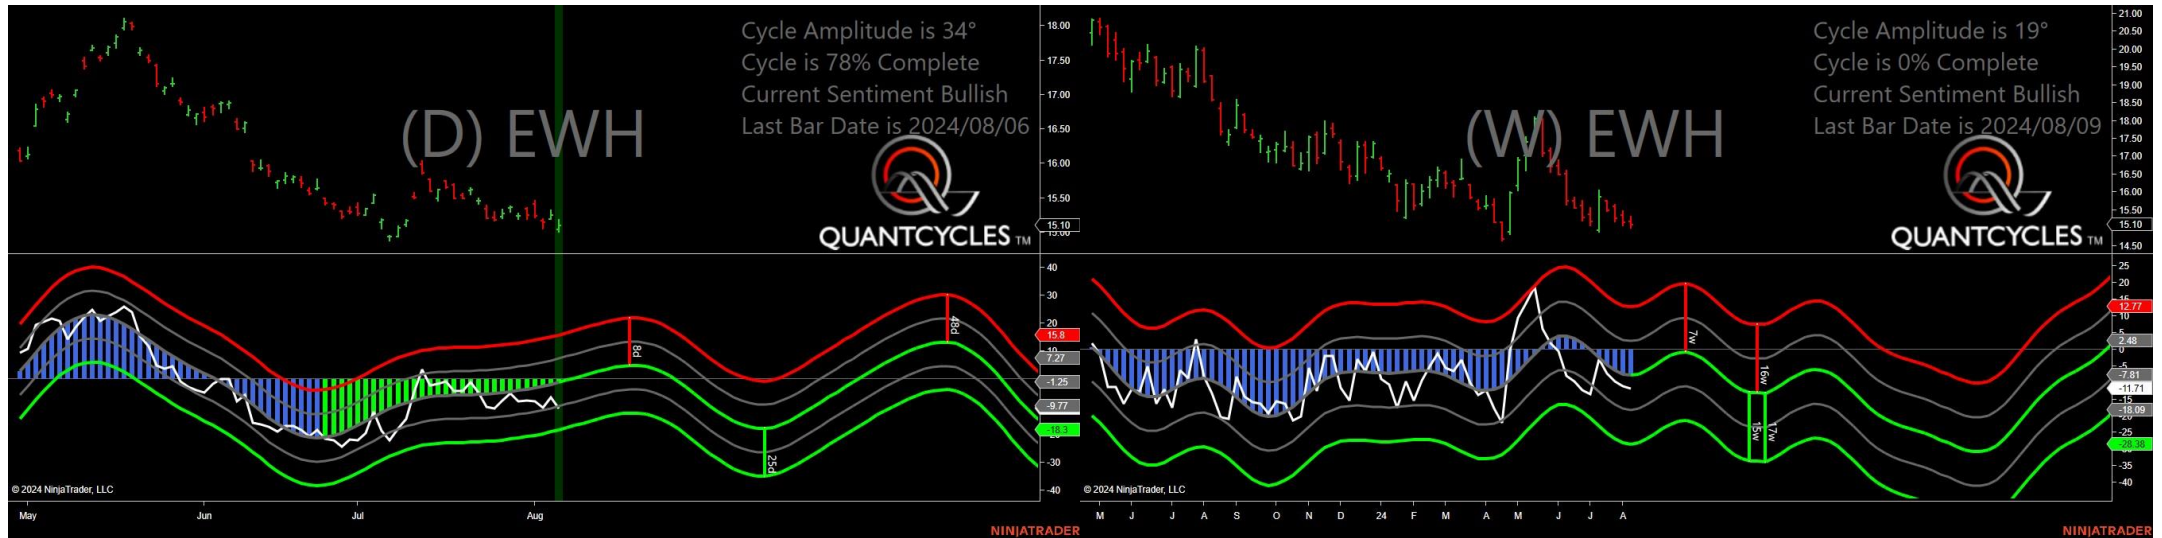 Cycle Amplitude is 34°
Cycle is 78% Complete
Current Sentiment Bullish
Last Bar Date is 2024/08/06
(D) EWH
QUANTCYCLES TM
18.00
17.50
17.00
16.50
16.00
15.50
15.10
15.00
40
30
20
15.8
10
7.27
-1.25
-9.77
-18.3
-30
-40
8d
25d
48d
© 2024 NinjaTrader, LLC
May Jun Jul Aug
NINJATRADER
Cycle Amplitude is 19°
Cycle is 0% Complete
Current Sentiment Bullish
Last Bar Date is 2024/08/09
(W) EWH
QUANTCYCLES TM
21.00
20.50
20.00
19.50
19.00
18.50
18.00
17.50
17.00
16.50
16.00
15.50
15.10
14.50
25
20
12.77
10
5
2.48
0
-5
-7.81
-11.71
-15
-18.09
-25
-28.36
-35
-40
7w
16w
15w
17w
© 2024 NinjaTrader, LLC
M J J A S O N D 24 F M A M J J A
NINJATRADER